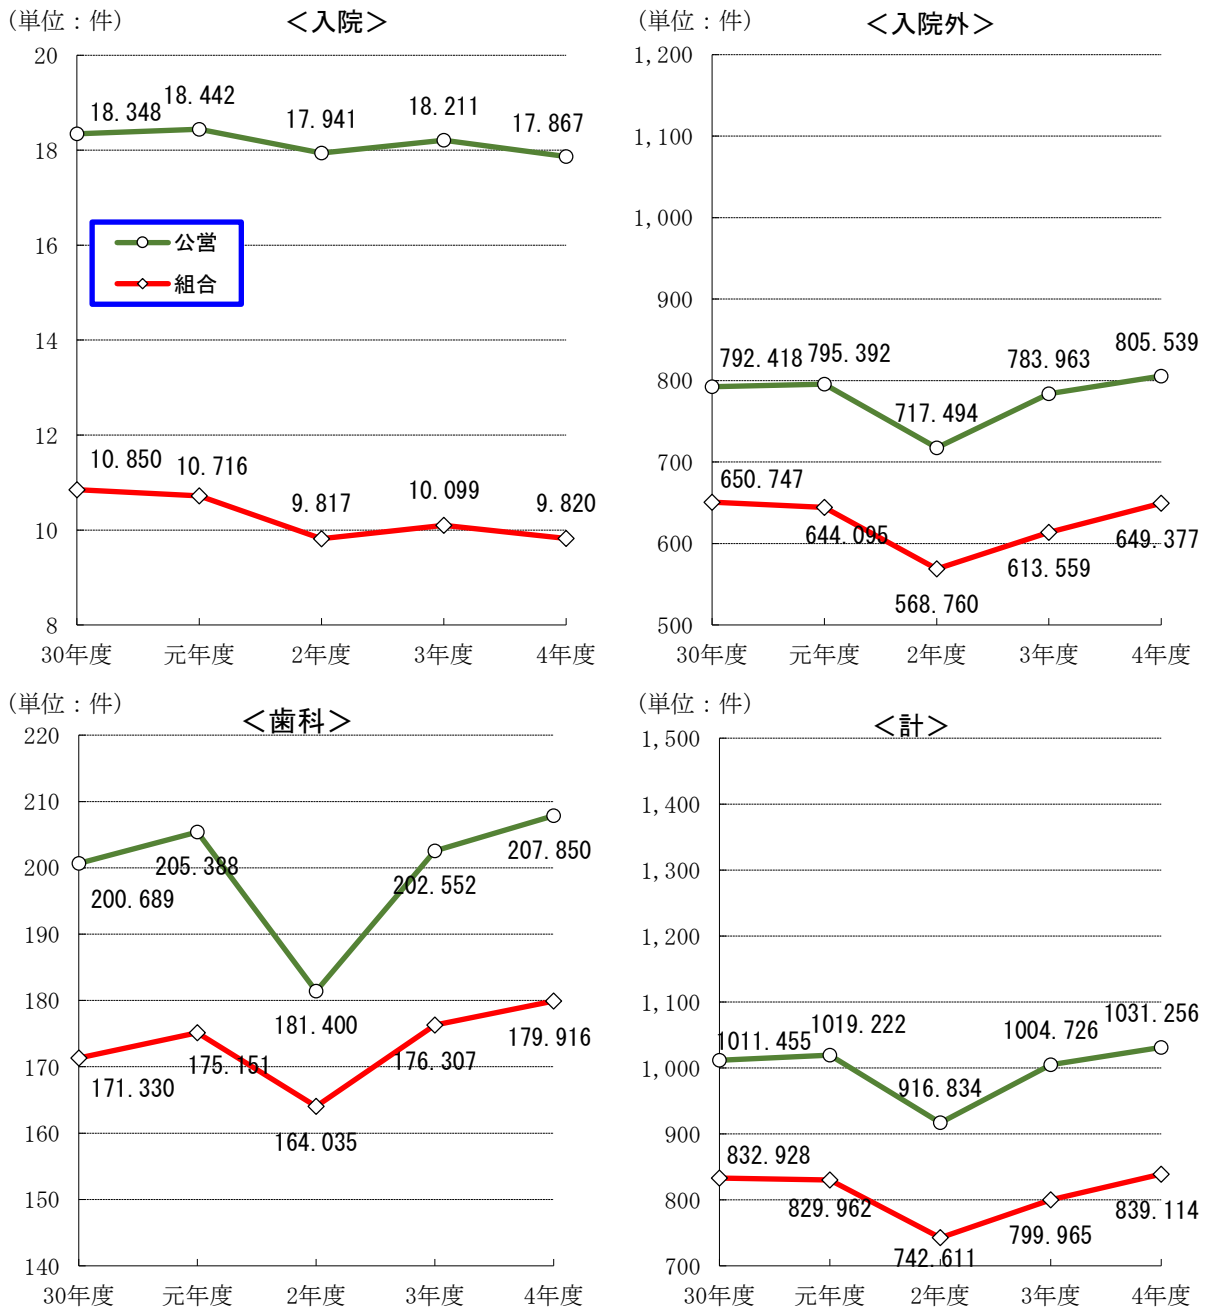 (単位：件)
＜入院＞
20
18
16
14
12
10
8
18.348
18.442
17.941
18.211
17.867
公営
組合
10.850
10.716
9.817
10.099
9.820
30年度
元年度
2年度
3年度
4年度
(単位：件)
＜入院外＞
1,200
1,100
1,000
900
800
700
600
500
792.418
795.392
717.494
783.963
805.539
650.747
644.095
568.760
613.559
649.377
30年度
元年度
2年度
3年度
4年度
(単位：件)
＜歯科＞
220
210
200
190
180
170
160
150
140
200.689
205.388
181.400
202.552
207.850
171.330
175.151
164.035
176.307
179.916
30年度
元年度
2年度
3年度
4年度
(単位：件)
＜計＞
1,500
1,400
1,300
1,200
1,100
1,000
900
800
700
1011.455
1019.222
916.834
1004.726
1031.256
832.928
829.962
742.611
799.965
839.114
30年度
元年度
2年度
3年度
4年度